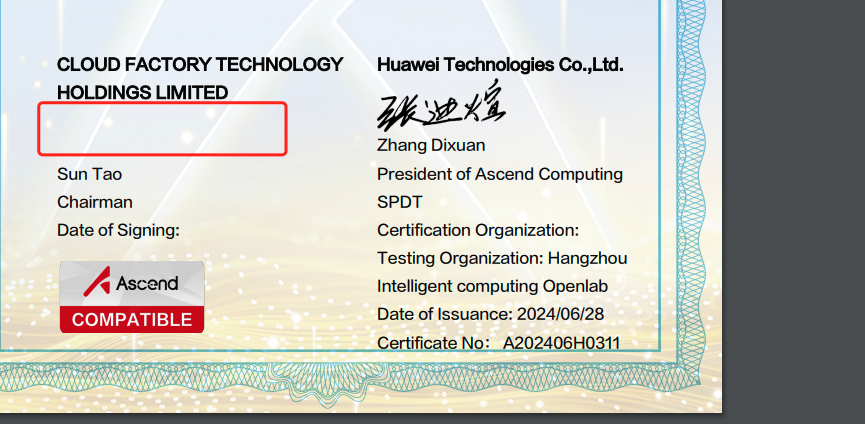 CLOUD FACTORY TECHNOLOGY
HOLDINGS LIMITED
Sun Tao
Chairman
Date of Signing:
Ascend
COMPATIBLE
Huawei Technologies Co.,Ltd.
张迪煊
Zhang Dixuan
President of Ascend Computing
SPDT
Certification Organization:
Testing Organization: Hangzhou
Intelligent computing Openlab
Date of Issuance: 2024/06/28
Certificate No： A202406H0311